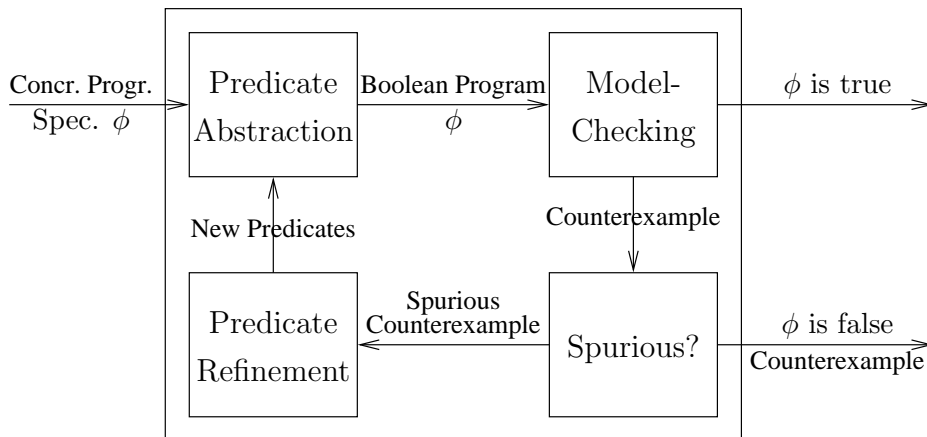 Concr. Progr.
Spec. ϕ
Predicate
Abstraction
Boolean Program
ϕ
Model-
Checking
ϕ is true
New Predicates
Counterexample
Predicate
Refinement
Spurious
Counterexample
Spurious?
ϕ is false
Counterexample